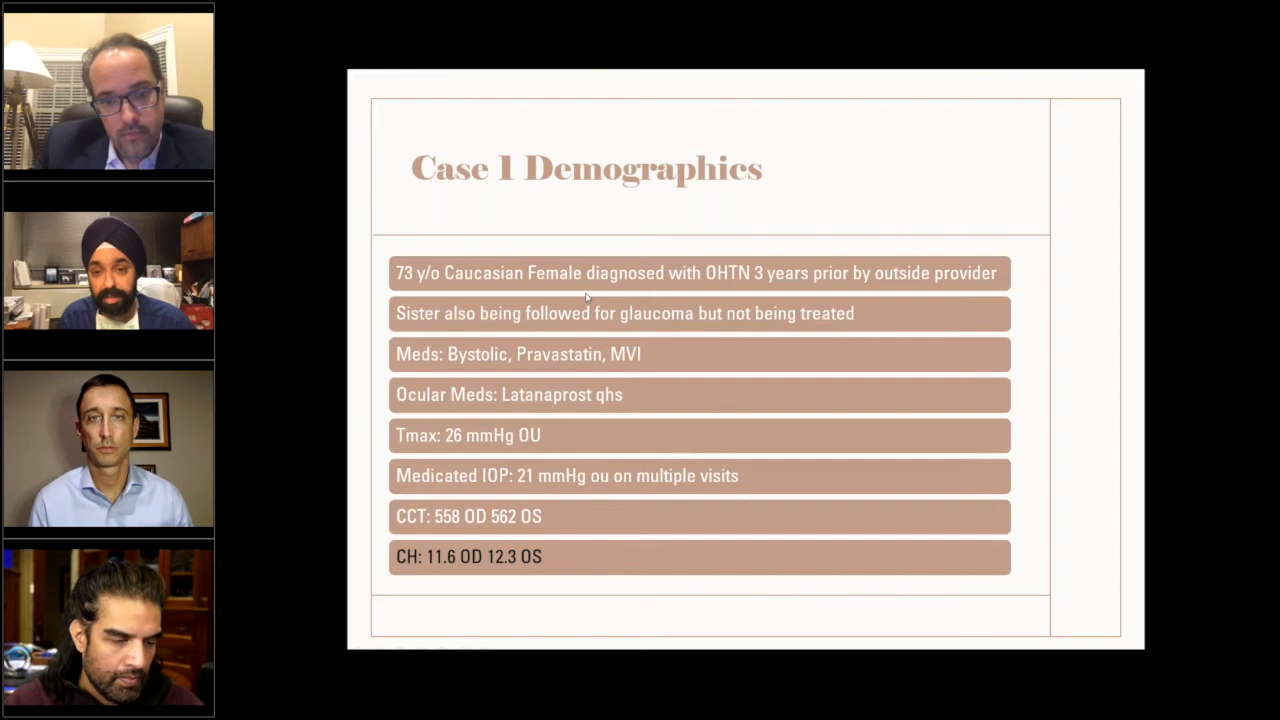 Case 1 Demographics
73 y/o Caucasian Female diagnosed with OHTN 3 years prior by outside provider
Sister also being followed for glaucoma but not being treated
Meds: Bystolic, Pravastatin, MVI
Ocular Meds: Latanaprost qhs
Tmax: 26 mmHg OU
Medicated IOP: 21 mmHg ou on multiple visits
CCT: 558 OD 562 OS
CH: 11.6 OD 12.3 OS